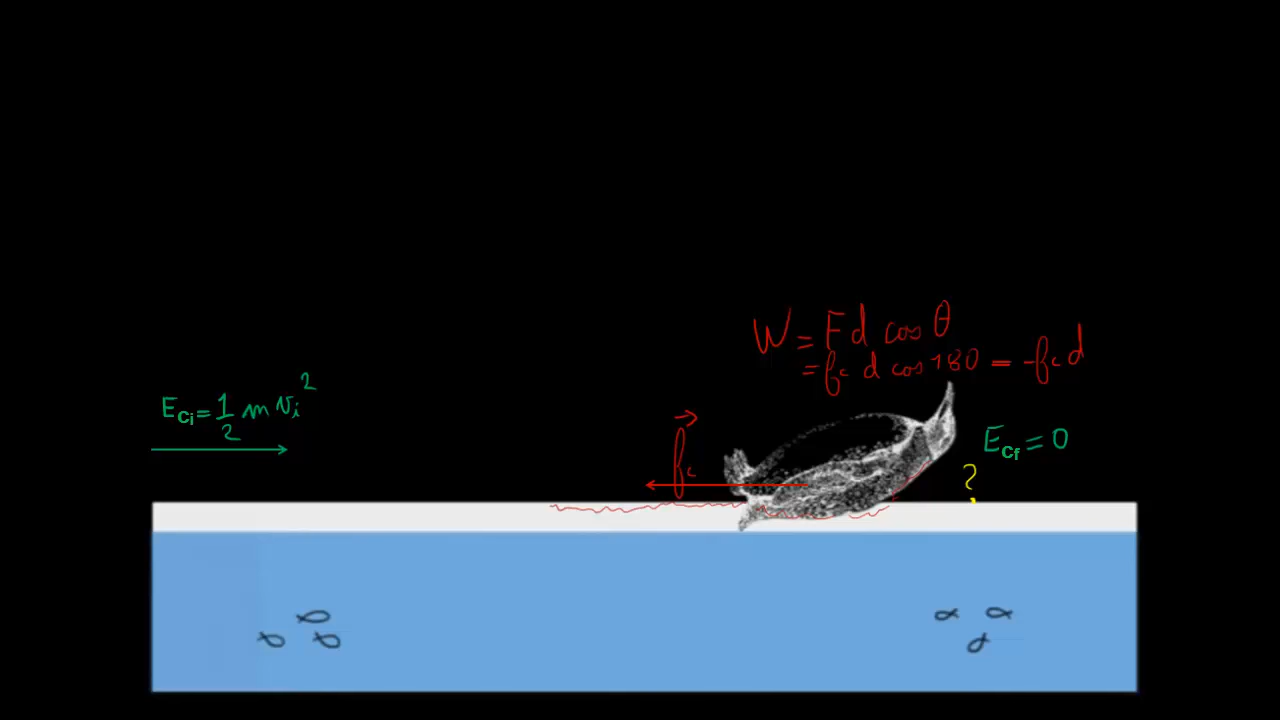 W = F d cos θ
= fc d cos 180 = -fc d
ECi = 1/2 m vi²
fc
ECf = 0
?